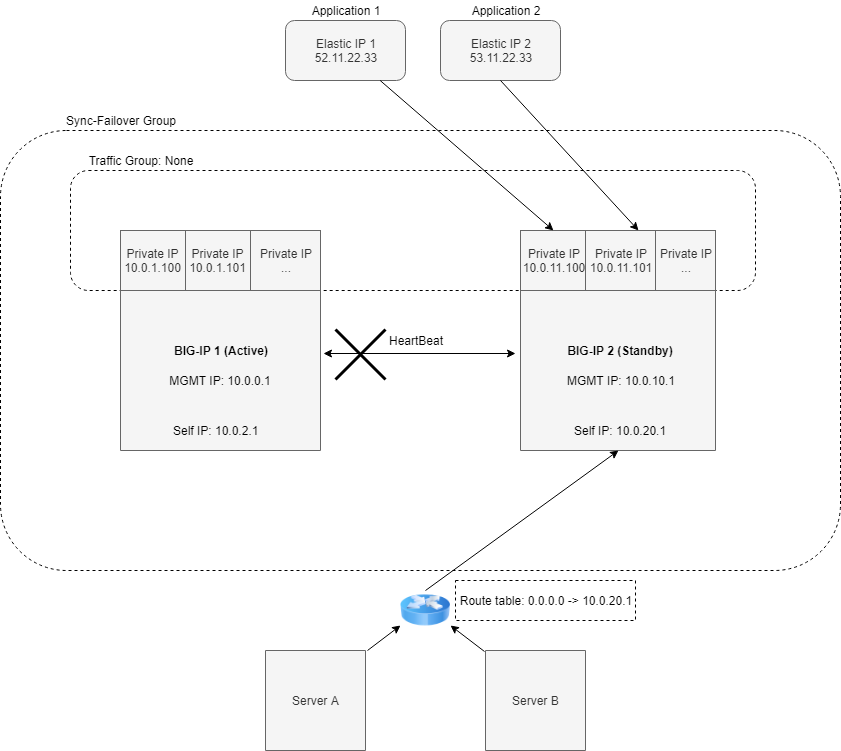 Application 1
Application 2
Elastic IP 1
52.11.22.33
Elastic IP 2
53.11.22.33
Sync-Failover Group
Traffic Group: None
Private IP
10.0.1.100
Private IP
10.0.1.101
Private IP
...
Private IP
10.0.11.100
Private IP
10.0.11.101
Private IP
...
BIG-IP 1 (Active)
MGMT IP: 10.0.0.1
Self IP: 10.0.2.1
HeartBeat
BIG-IP 2 (Standby)
MGMT IP: 10.0.10.1
Self IP: 10.0.20.1
Route table: 0.0.0.0 -> 10.0.20.1
Server A
Server B